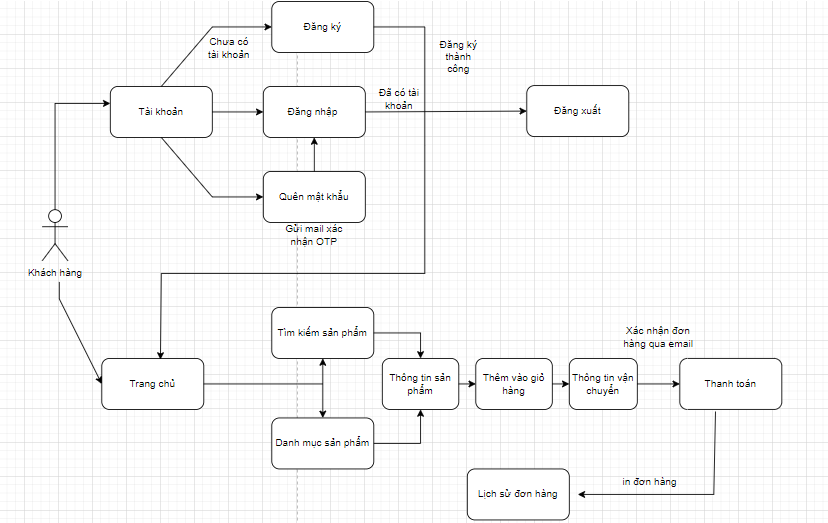 Đăng ký
Chưa có
tài khoản
Đăng ký
thành
công
Tài khoản
Đăng nhập
Đã có tài
khoản
Đăng xuất
Quên mật khẩu
Gửi mail xác
nhận OTP
Khách hàng
Tìm kiếm sản phẩm
Xác nhận đơn
hàng qua email
Trang chủ
Thông tin sản
phẩm
Thêm vào giỏ
hàng
Thông tin vận
chuyển
Thanh toán
Danh mục sản phẩm
in đơn hàng
Lịch sử đơn hàng